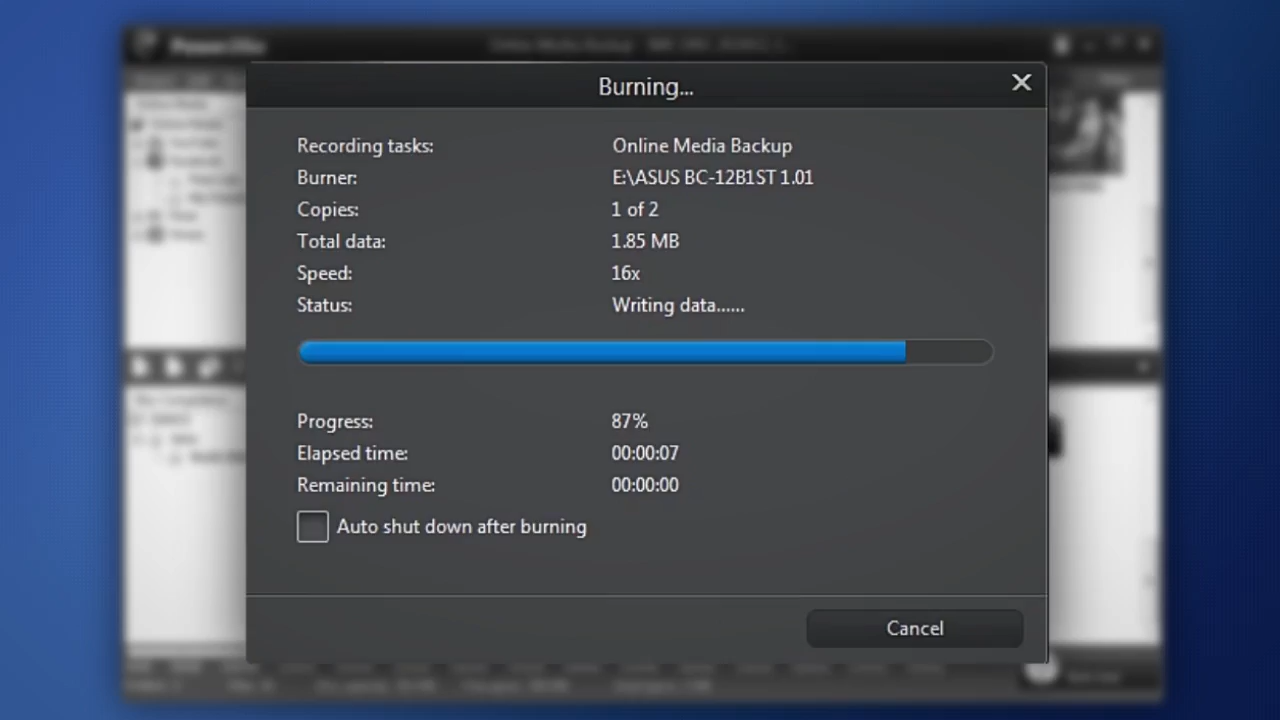 Burning...
Recording tasks: Online Media Backup
Burner: E:\ASUS BC-12B1ST 1.01
Copies: 1 of 2
Total data: 1.85 MB
Speed: 16x
Status: Writing data......
Progress: 87%
Elapsed time: 00:00:07
Remaining time: 00:00:00
Auto shut down after burning
Cancel